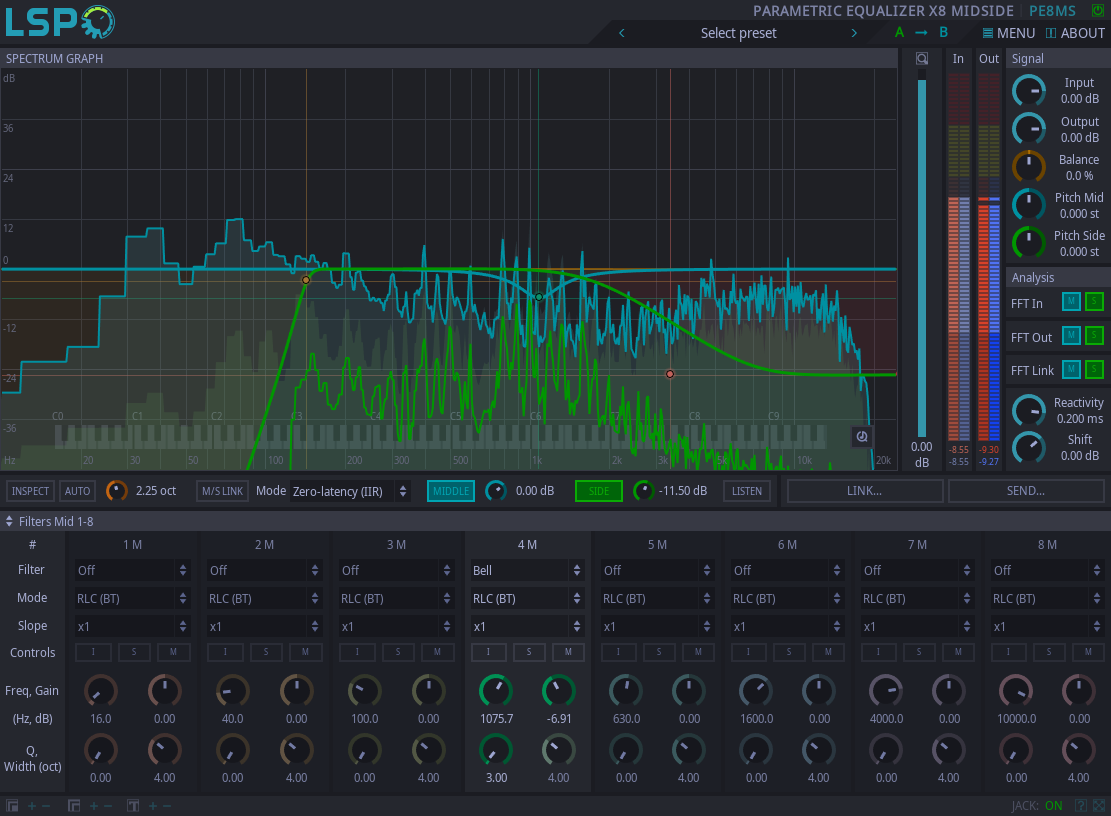 LSP
PARAMETRIC EQUALIZER X8 MIDSIDE PE8MS
Select preset A → B MENU ABOUT
SPECTRUM GRAPH
In Out
Signal
dB
36
24
12
0
-12
-24
-36
Hz 20 30 50 100 200 300 500 1k 2k 3k 10k 20k
C0 C1 C2 C3 C4 C5 C6 C7 C8 C9
0.00
dB
-8.55 -9.30
-8.55 -9.27
Input
0.00 dB
Output
0.00 dB
Balance
0.0 %
Pitch Mid
0.000 st
Pitch Side
0.000 st
Analysis
FFT In M S
FFT Out M S
FFT Link M S
Reactivity
0.200 ms
Shift
0.00 dB
INSPECT AUTO 2.25 oct M/S LINK Mode Zero-latency (IIR) MIDDLE 0.00 dB SIDE -11.50 dB LISTEN LINK... SEND...
Filters Mid 1-8
# 1 M 2 M 3 M 4 M 5 M 6 M 7 M 8 M
Filter Off Off Off Bell Off Off Off Off
Mode RLC (BT) RLC (BT) RLC (BT) RLC (BT) RLC (BT) RLC (BT) RLC (BT) RLC (BT)
Slope x1 x1 x1 x1 x1 x1 x1 x1
Controls I S M I S M I S M I S M I S M I S M I S M I S M
Freq, Gain
(Hz, dB) 16.0 0.00 40.0 0.00 100.0 0.00 1075.7 -6.91 630.0 0.00 1600.0 0.00 4000.0 0.00 10000.0 0.00
Q,
Width (oct)
0.00 4.00 0.00 4.00 0.00 4.00 3.00 4.00 0.00 4.00 0.00 4.00 0.00 4.00 0.00 4.00
+ − + − T + − JACK: ON ?